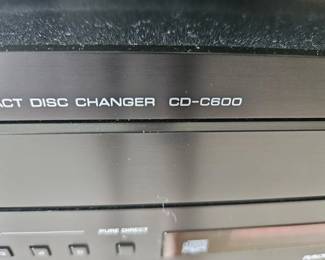 ACT DISC CHANGER CD-C600
PURE DIRECT